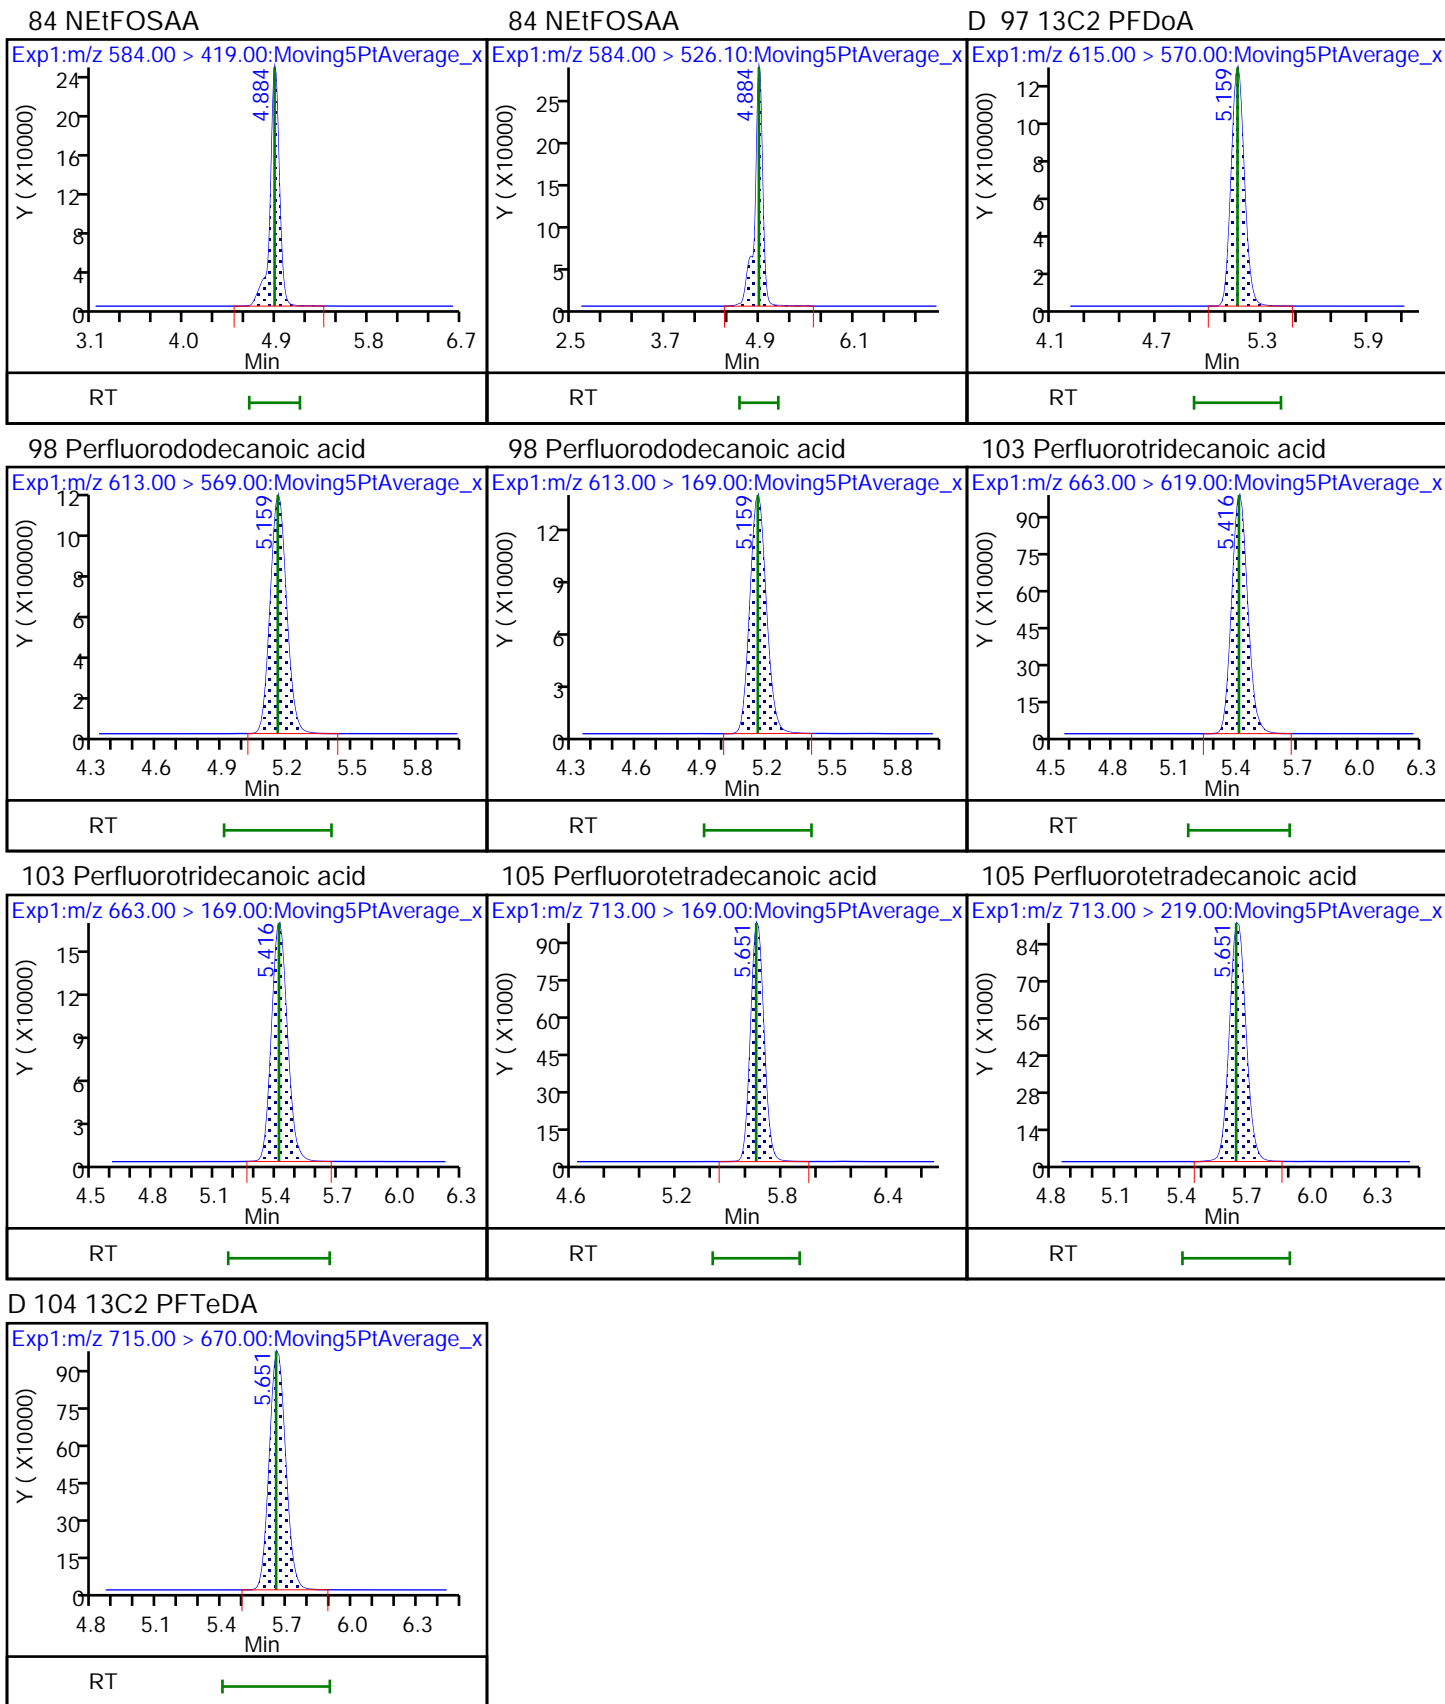 84 NEtFOSAA
Exp1:m/z 584.00 > 419.00:Moving5PtAverage_x
Y ( X10000)
24
20
16
12
8
4
0
4.884
3.1 4.0 4.9 5.8 6.7
Min
RT
84 NEtFOSAA
Exp1:m/z 584.00 > 526.10:Moving5PtAverage_x
Y ( X10000)
25
20
15
10
5
0
4.884
2.5 3.7 4.9 6.1
Min
RT
D 97 13C2 PFDoA
Exp1:m/z 615.00 > 570.00:Moving5PtAverage_x
Y ( X100000)
12
10
8
6
4
2
0
5.159
4.1 4.7 5.3 5.9
Min
RT
98 Perfluorododecanoic acid
Exp1:m/z 613.00 > 569.00:Moving5PtAverage_x
Y ( X100000)
12
10
8
6
4
2
0
5.159
4.3 4.6 4.9 5.2 5.5 5.8
Min
RT
98 Perfluorododecanoic acid
Exp1:m/z 613.00 > 169.00:Moving5PtAverage_x
Y ( X10000)
12
9
6
3
0
5.159
4.3 4.6 4.9 5.2 5.5 5.8
Min
RT
103 Perfluorotridecanoic acid
Exp1:m/z 663.00 > 619.00:Moving5PtAverage_x
Y ( X10000)
90
75
60
45
30
15
0
5.416
4.5 4.8 5.1 5.4 5.7 6.0 6.3
Min
RT
103 Perfluorotridecanoic acid
Exp1:m/z 663.00 > 169.00:Moving5PtAverage_x
Y ( X10000)
15
12
9
6
3
0
5.416
4.5 4.8 5.1 5.4 5.7 6.0 6.3
Min
RT
105 Perfluorotetradecanoic acid
Exp1:m/z 713.00 > 169.00:Moving5PtAverage_x
Y ( X1000)
90
75
60
45
30
15
0
5.651
4.6 5.2 5.8 6.4
Min
RT
105 Perfluorotetradecanoic acid
Exp1:m/z 713.00 > 219.00:Moving5PtAverage_x
Y ( X1000)
84
70
56
42
28
14
0
5.651
4.8 5.1 5.4 5.7 6.0 6.3
Min
RT
D 104 13C2 PFTeDA
Exp1:m/z 715.00 > 670.00:Moving5PtAverage_x
Y ( X10000)
90
75
60
45
30
15
0
5.651
4.8 5.1 5.4 5.7 6.0 6.3
Min
RT